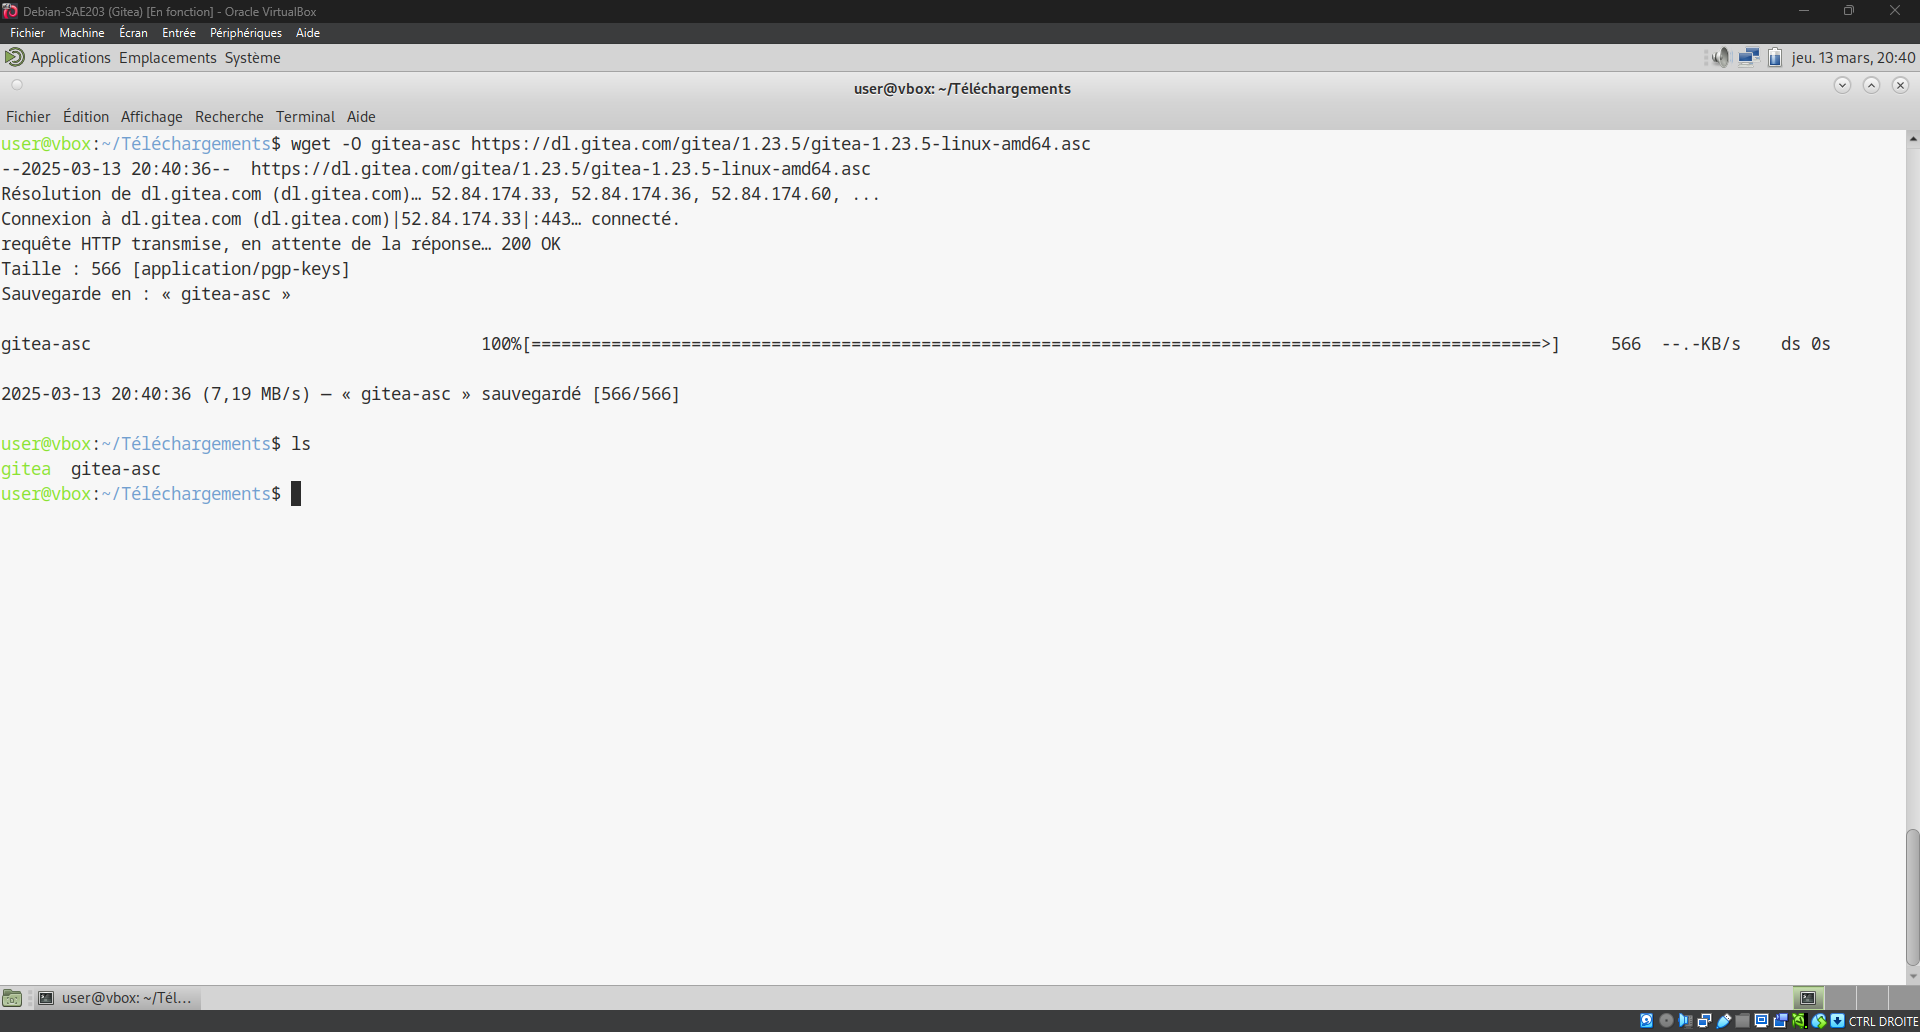 Debian-SAE203 (Gitea) [En fonction] - Oracle VirtualBox
Fichier Machine Écran Entrée Périphériques Aide
Applications Emplacements Système jeu. 13 mars, 20:40
user@vbox: ~/Téléchargements
Fichier Édition Affichage Recherche Terminal Aide
user@vbox:~/Téléchargements$ wget -O gitea-asc https://dl.gitea.com/gitea/1.23.5/gitea-1.23.5-linux-amd64.asc
--2025-03-13 20:40:36--  https://dl.gitea.com/gitea/1.23.5/gitea-1.23.5-linux-amd64.asc
Résolution de dl.gitea.com (dl.gitea.com)… 52.84.174.33, 52.84.174.36, 52.84.174.60, ...
Connexion à dl.gitea.com (dl.gitea.com)|52.84.174.33|:443… connecté.
requête HTTP transmise, en attente de la réponse… 200 OK
Taille : 566 [application/pgp-keys]
Sauvegarde en : « gitea-asc »
gitea-asc 100%[=====================================================================================================>] 566 --.-KB/s ds 0s
2025-03-13 20:40:36 (7,19 MB/s) — « gitea-asc » sauvegardé [566/566]
user@vbox:~/Téléchargements$ ls
gitea  gitea-asc
user@vbox:~/Téléchargements$
user@vbox: ~/Tél...
CTRL DROITE